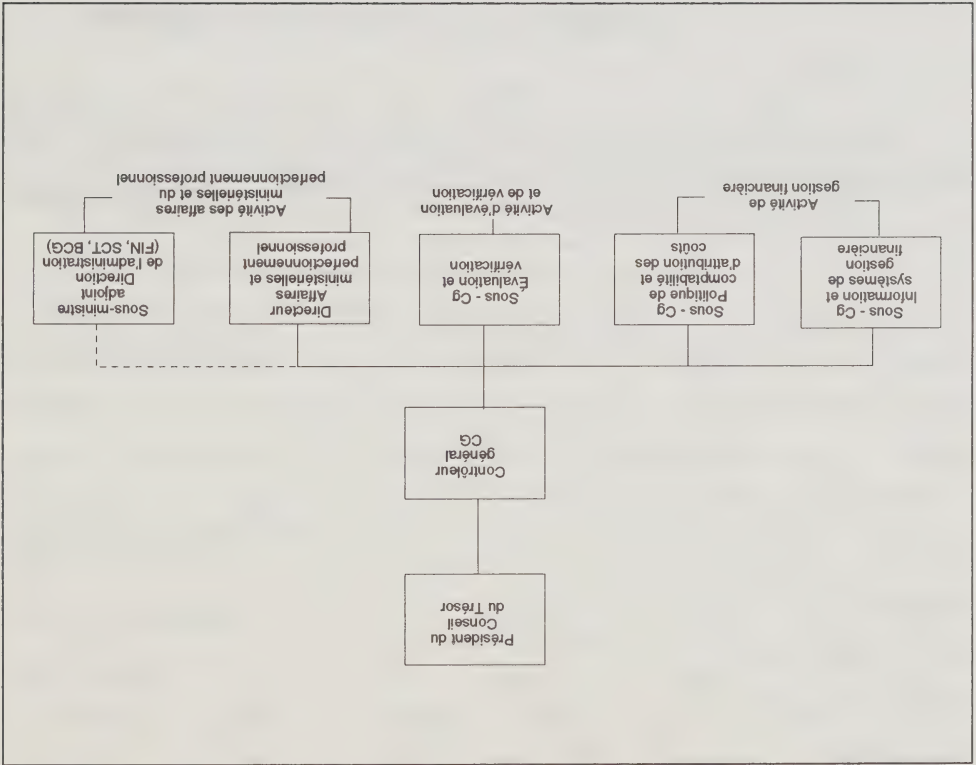 Président du
Conseil
du Trésor
Contrôleur
général
CG
Sous - Cg
Information et
systèmes de
gestion
financière
Sous - Cg
Politique de
comptabilité et
d'attribution des
coûts
Sous - Cg
Évaluation et
vérification
Directeur
Affaires
ministérielles et
perfectionnement
professionnel
Sous-ministre
adjoint
Direction
de l'administration
(FIN, SCT, BCG)
Activité de
gestion financière
Activité d'évaluation
et de vérification
Activité des affaires
ministérielles et du
perfectionnement professionnel